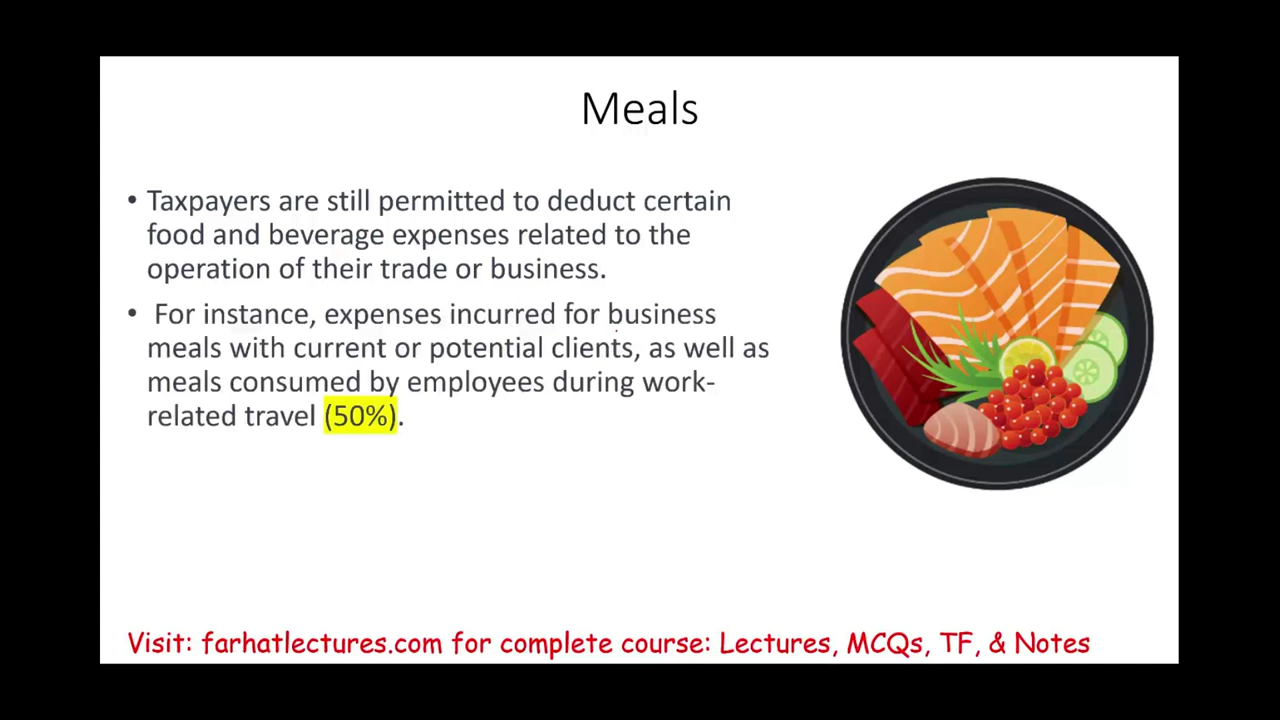 Meals
• Taxpayers are still permitted to deduct certain
food and beverage expenses related to the
operation of their trade or business.
• For instance, expenses incurred for business
meals with current or potential clients, as well as
meals consumed by employees during work-
related travel (50%).
Visit: farhatlectures.com for complete course: Lectures, MCQs, TF, & Notes